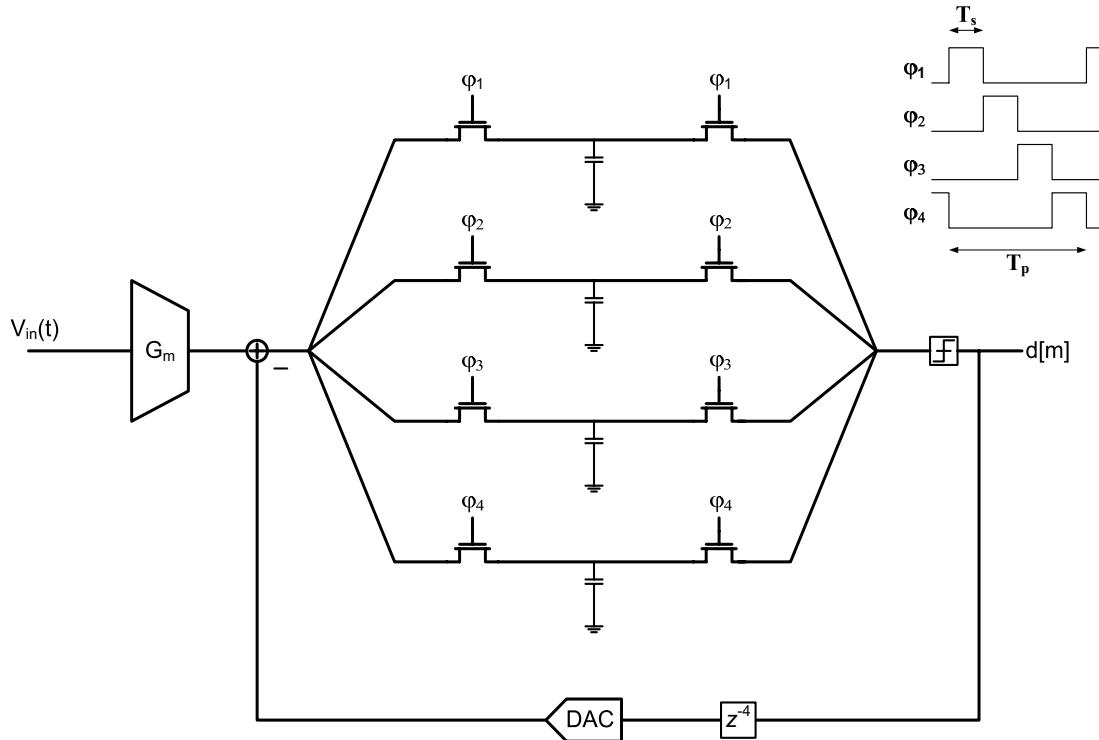 Tₛ
φ₁
φ₂
φ₃
φ₄
Tₚ
φ₁ φ₁
φ₂ φ₂
Vᵢₙ(t)
Gₘ
−
d[m]
φ₃ φ₃
φ₄ φ₄
DAC
z⁻⁴